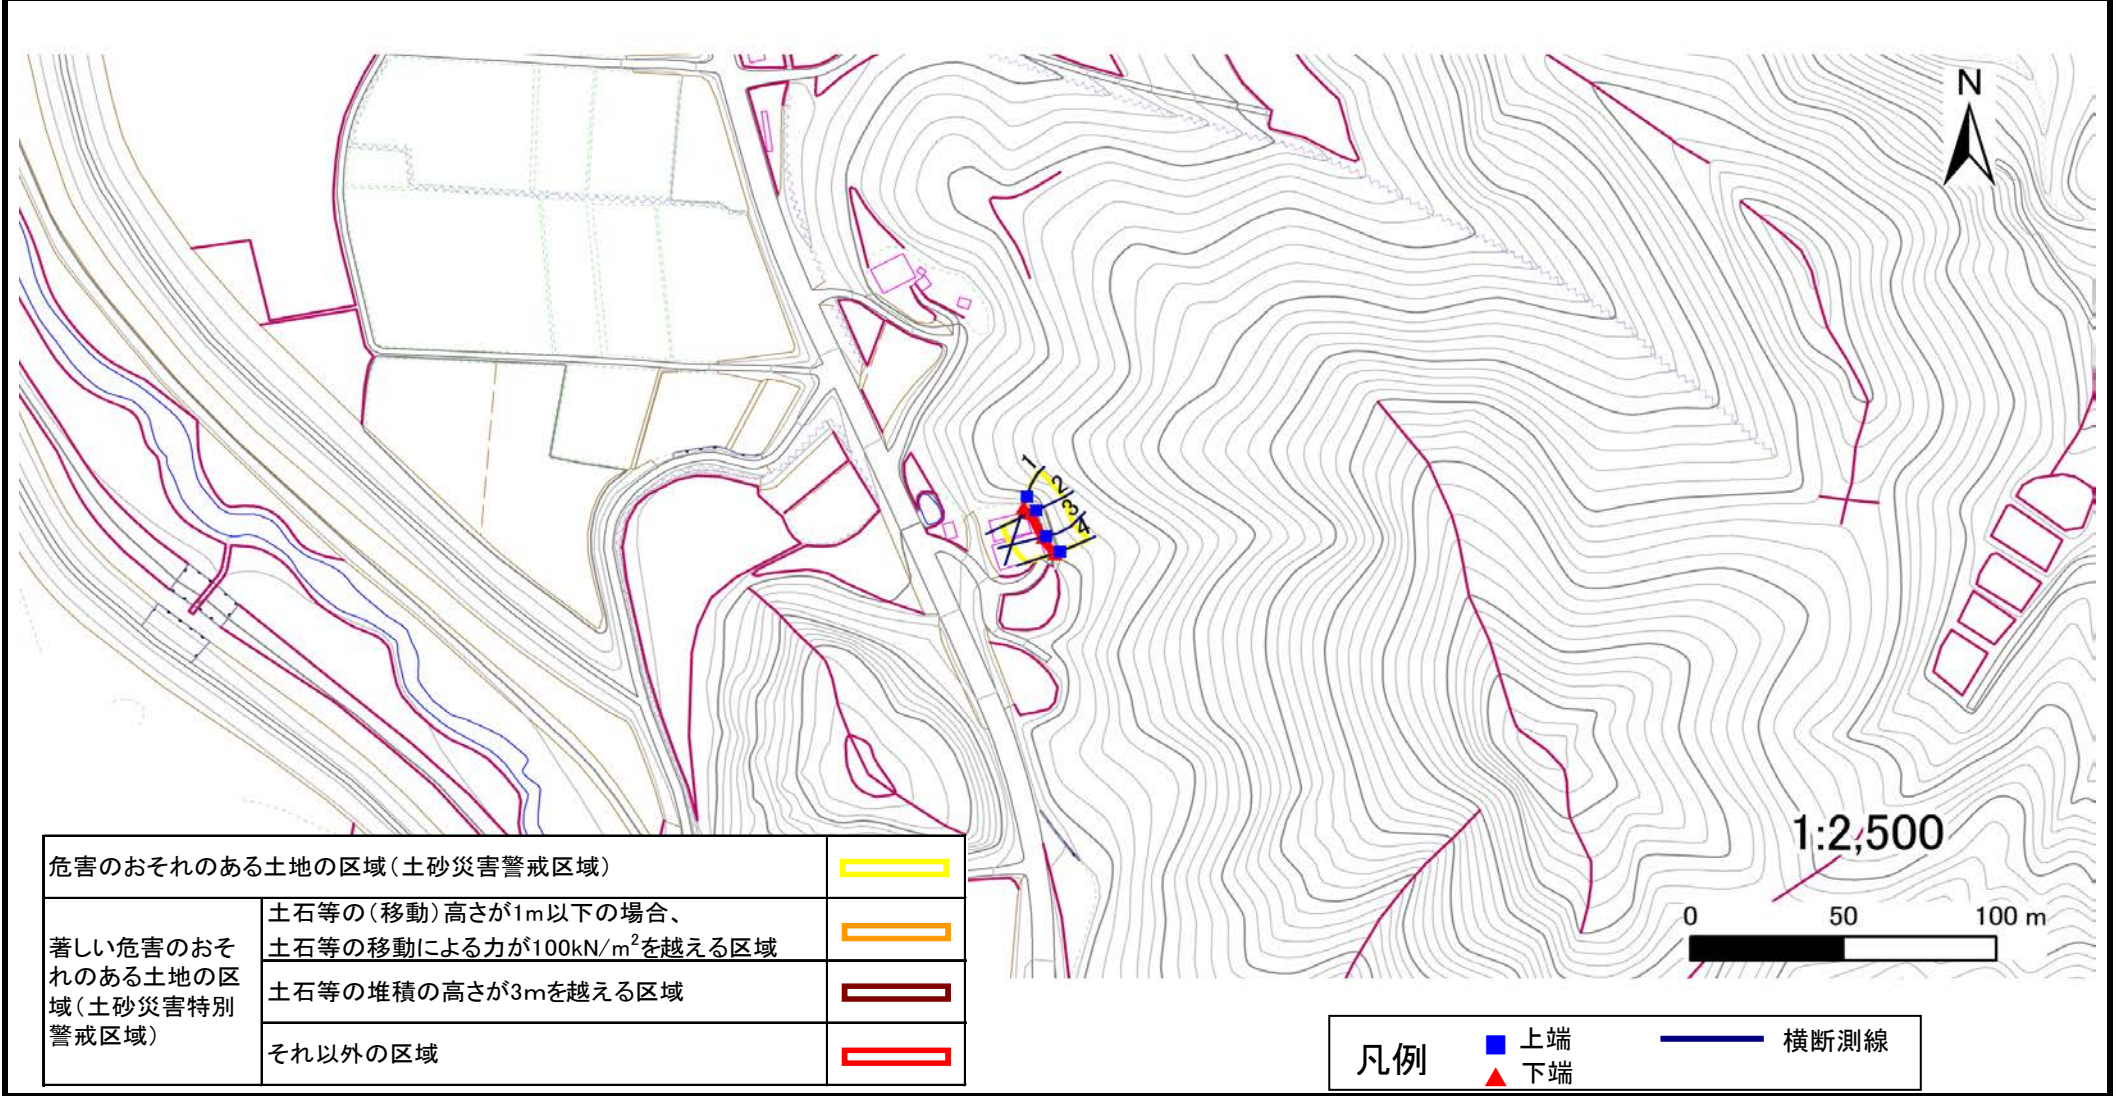 N
1
2
3
4
1:2,500
0 50 100 m
危害のおそれのある土地の区域(土砂災害警戒区域)
著しい危害のおそ
れのある土地の区
域(土砂災害特別
警戒区域)
土石等の(移動)高さが1m以下の場合、
土石等の移動による力が100kN/m²を越える区域
土石等の堆積の高さが3mを越える区域
それ以外の区域
凡例
上端
下端
横断測線